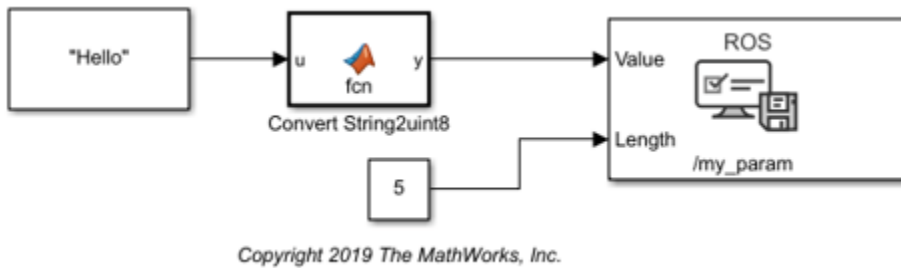 "Hello"
u
fcn
y
Convert String2uint8
5
ROS
Value
Length
/my_param
Copyright 2019 The MathWorks, Inc.